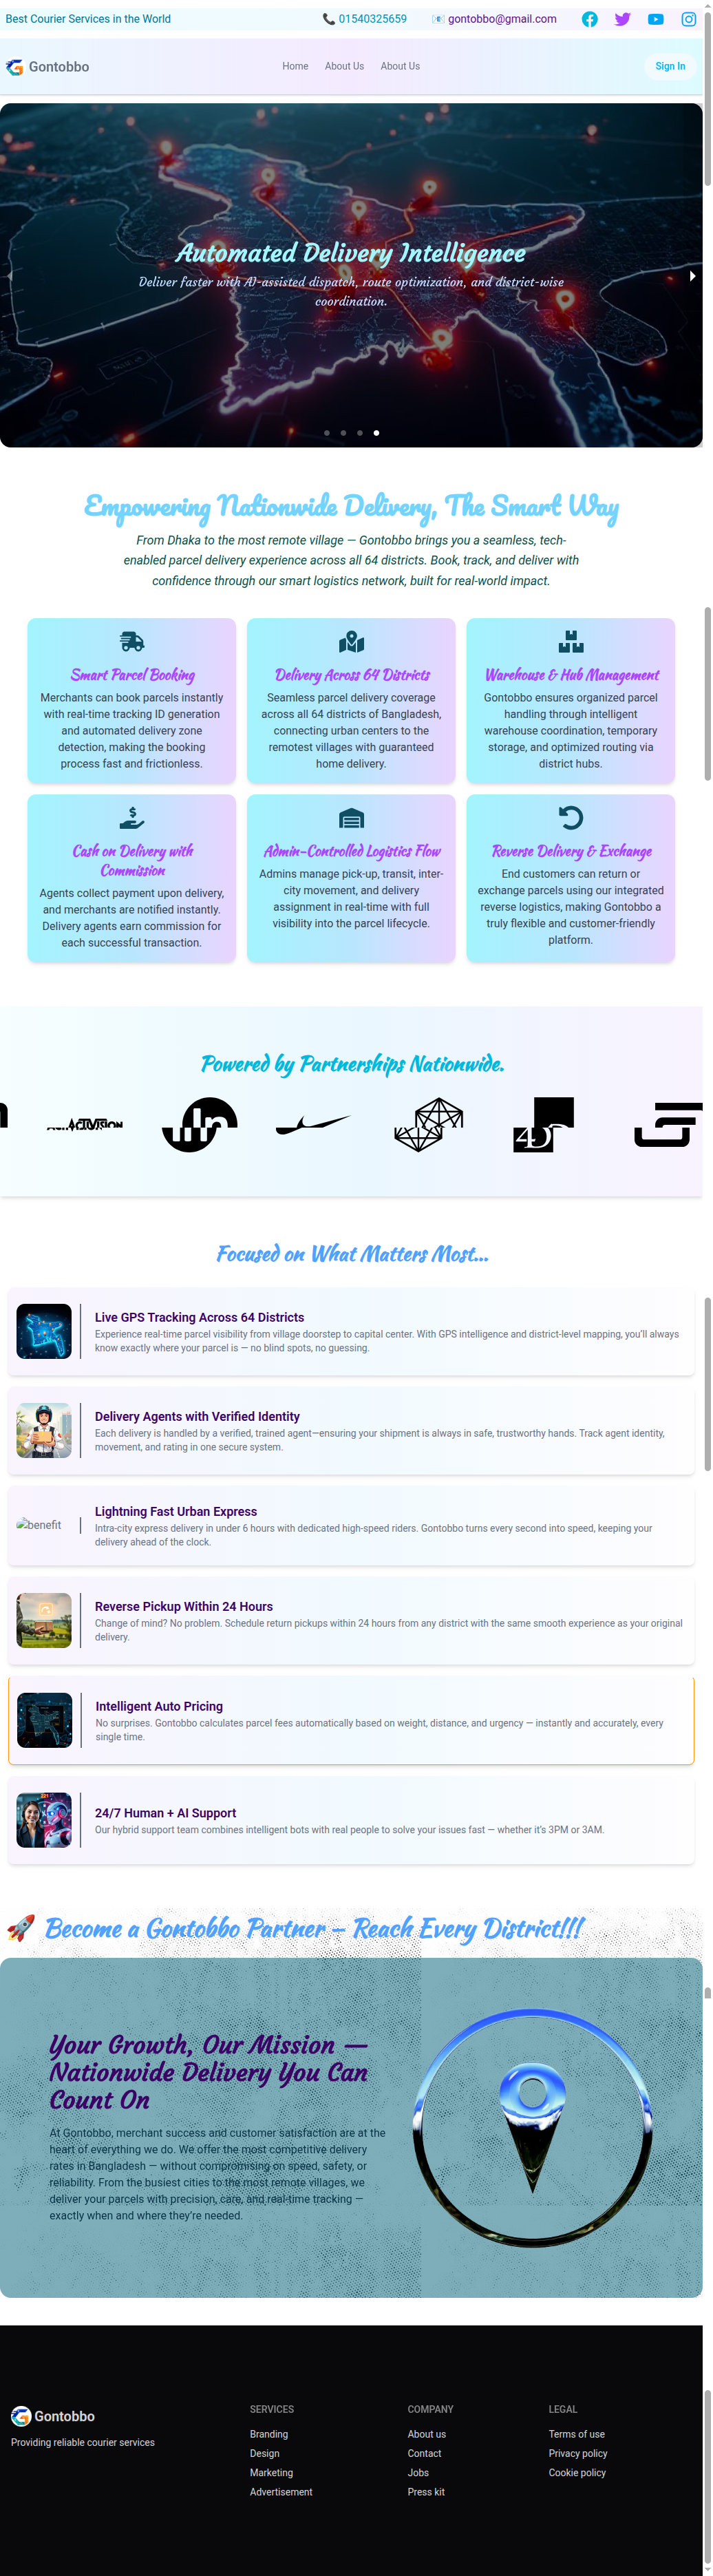 Best Courier Services in the World
01540325659
gontobbo@gmail.com
Gontobbo
Home
About Us
About Us
Sign In
Automated Delivery Intelligence
Deliver faster with AI-assisted dispatch, route optimization, and district-wise
coordination.
Empowering Nationwide Delivery, The Smart Way
From Dhaka to the most remote village — Gontobbo brings you a seamless, tech-
enabled parcel delivery experience across all 64 districts. Book, track, and deliver with
confidence through our smart logistics network, built for real-world impact.
Smart Parcel Booking
Merchants can book parcels instantly
with real-time tracking ID generation
and automated delivery zone
detection, making the booking
process fast and frictionless.
Delivery Across 64 Districts
Seamless parcel delivery coverage
across all 64 districts of Bangladesh,
connecting urban centers to the
remotest villages with guaranteed
home delivery.
Warehouse & Hub Management
Gontobbo ensures organized parcel
handling through intelligent
warehouse coordination, temporary
storage, and optimized routing via
district hubs.
Cash on Delivery with
Commission
Agents collect payment upon delivery,
and merchants are notified instantly.
Delivery agents earn commission for
each successful transaction.
Admin-Controlled Logistics Flow
Admins manage pick-up, transit, inter-
city movement, and delivery
assignment in real-time with full
visibility into the parcel lifecycle.
Reverse Delivery & Exchange
End customers can return or
exchange parcels using our integrated
reverse logistics, making Gontobbo a
truly flexible and customer-friendly
platform.
Powered by Partnerships Nationwide.
Focused on What Matters Most...
Live GPS Tracking Across 64 Districts
Experience real-time parcel visibility from village doorstep to capital center. With GPS intelligence and district-level mapping, you'll always
know exactly where your parcel is — no blind spots, no guessing.
Delivery Agents with Verified Identity
Each delivery is handled by a verified, trained agent—ensuring your shipment is always in safe, trustworthy hands. Track agent identity,
movement, and rating in one secure system.
benefit
Lightning Fast Urban Express
Intra-city express delivery in under 6 hours with dedicated high-speed riders. Gontobbo turns every second into speed, keeping your
delivery ahead of the clock.
Reverse Pickup Within 24 Hours
Change of mind? No problem. Schedule return pickups within 24 hours from any district with the same smooth experience as your original
delivery.
Intelligent Auto Pricing
No surprises. Gontobbo calculates parcel fees automatically based on weight, distance, and urgency — instantly and accurately, every
single time.
24/7 Human + AI Support
Our hybrid support team combines intelligent bots with real people to solve your issues fast — whether it's 3PM or 3AM.
🚀 Become a Gontobbo Partner – Reach Every District!!!
Your Growth, Our Mission —
Nationwide Delivery You Can
Count On
At Gontobbo, merchant success and customer satisfaction are at the
heart of everything we do. We offer the most competitive delivery
rates in Bangladesh — without compromising on speed, safety, or
reliability. From the busiest cities to the most remote villages, we
deliver your parcels with precision, care, and real-time tracking —
exactly when and where they're needed.
Gontobbo
Providing reliable courier services
SERVICES
Branding
Design
Marketing
Advertisement
COMPANY
About us
Contact
Jobs
Press kit
LEGAL
Terms of use
Privacy policy
Cookie policy